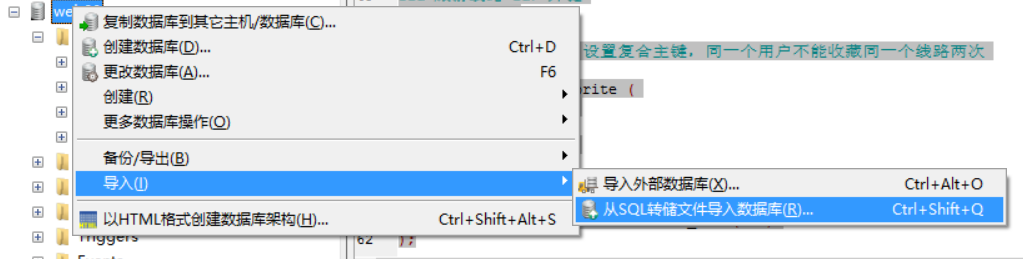 复制数据库到其它主机/数据库(C)...
创建数据库(D)... Ctrl+D
设置复合主键，同一个用户不能收藏同一个线路两次
更改数据库(A)... F6
创建(R)
rite (
更多数据库操作(O)
备份/导出(B)
导入(I)
导入外部数据库(X)... Ctrl+Alt+O
从SQL转储文件导入数据库(R)... Ctrl+Shift+Q
以HTML格式创建数据库架构(H)... Ctrl+Shift+Alt+S
Triggers
62 );